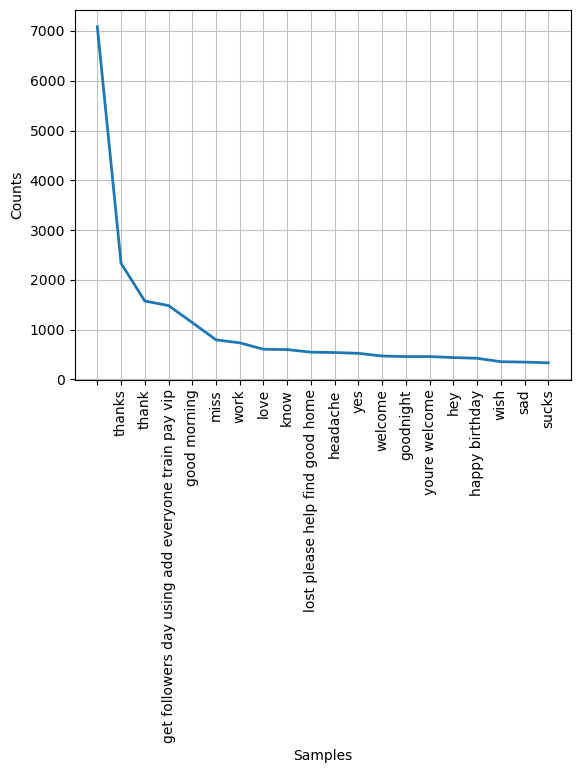 7000
6000
5000
4000
3000
2000
1000
0
Counts
thanks
thank
get followers day using add everyone train pay vip
good morning
miss
work
love
know
lost please help find good home
headache
yes
welcome
goodnight
youre welcome
hey
happy birthday
wish
sad
sucks
Samples